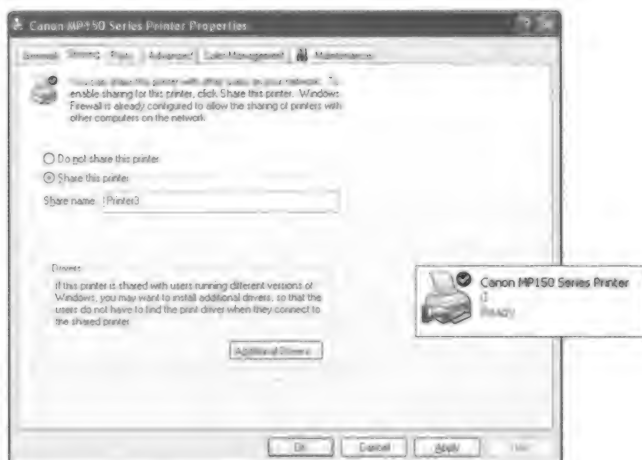 Canon MP150 Series Printer Properties
General Sharing Ports Advanced Color Management Maintenance
You can share this printer with other users on your network. To
enable sharing for this printer, click Share this printer. Windows
Firewall is already configured to allow the sharing of printers with
other computers on the network.
Do not share this printer
Share this printer
Share name: Printer3
Drivers
If this printer is shared with users running different versions of
Windows, you may want to install additional drivers, so that the
users do not have to find the print driver when they connect to
the shared printer.
Additional Drivers...
Canon MP150 Series Printer
Ready
OK Cancel Apply Help